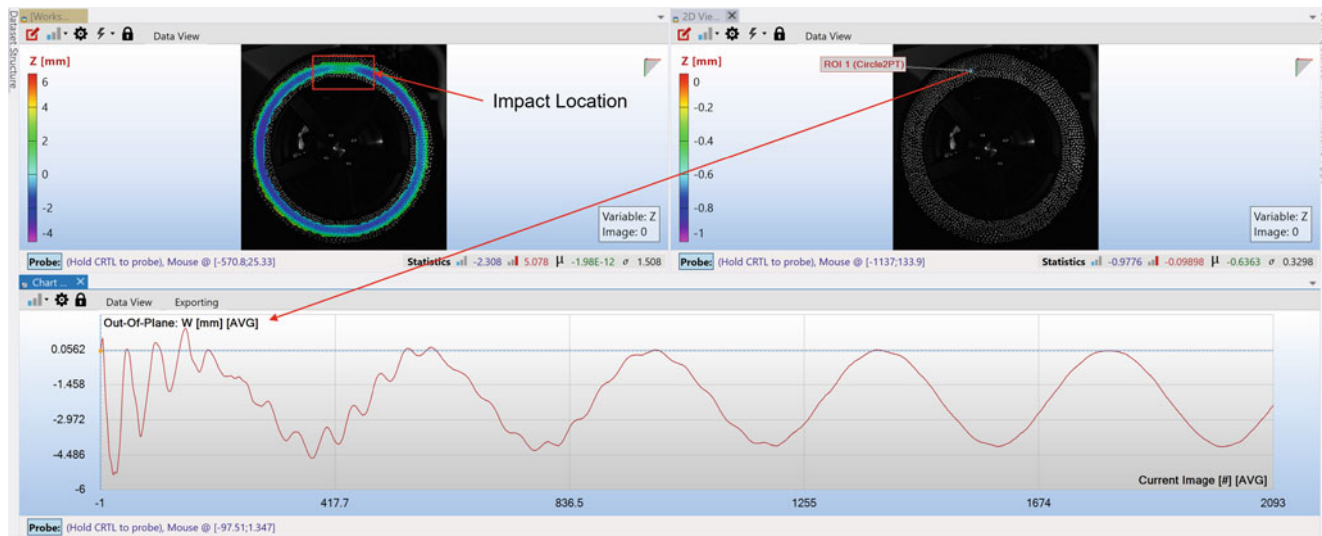 [Works...
Data View
Z [mm]
6
4
2
0
-2
-4
Impact Location
Variable: Z
Image: 0
Probe: (Hold CRTL to probe), Mouse @ [-570.8;25.33]
Statistics -2.308 5.078 μ -1.98E-12 σ 1.508
2D Vie...
Data View
Z [mm]
0
-0.2
-0.4
-0.6
-0.8
-1
ROI 1 (Circle2PT)
Variable: Z
Image: 0
Probe: (Hold CRTL to probe), Mouse @ [-1137;133.9]
Statistics -0.9776 -0.09898 μ -0.6363 σ 0.3298
Dataset Structure...
Chart ...
Data View Exporting
Out-Of-Plane: W [mm] [AVG]
0.0562
-1.458
-2.972
-4.486
-6
-1 417.7 836.5 1255 1674 2093
Current Image [#] [AVG]
Probe: (Hold CRTL to probe), Mouse @ [-97.51;1.347]